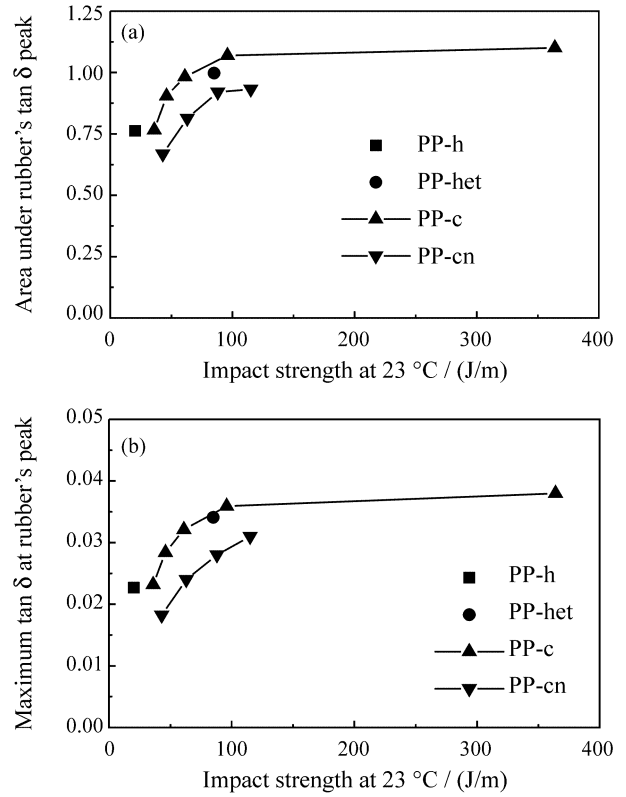 (a)
Area under rubber's tan δ peak
1.25
1.00
0.75
0.50
0.25
0.00
PP-h
PP-het
PP-c
PP-cn
0 100 200 300 400
Impact strength at 23 °C / (J/m)
(b)
Maximum tan δ at rubber's peak
0.05
0.04
0.03
0.02
0.01
0.00
PP-h
PP-het
PP-c
PP-cn
0 100 200 300 400
Impact strength at 23 °C / (J/m)